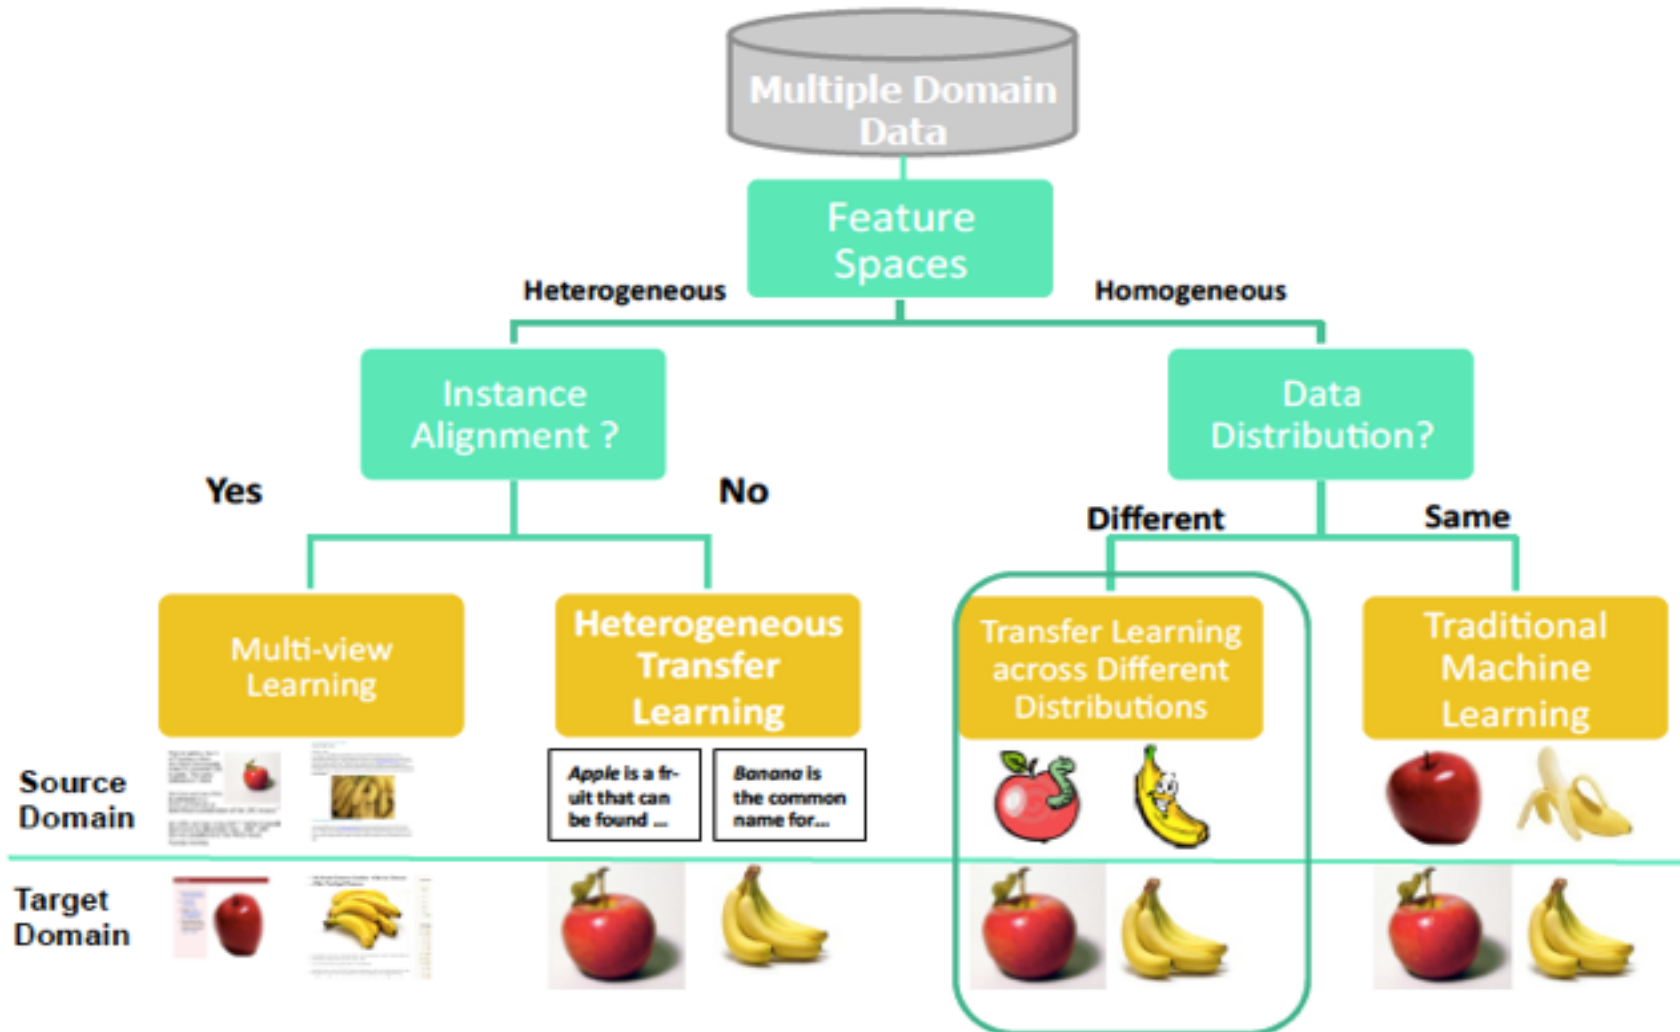 Multiple Domain
Data
Feature
Spaces
Heterogeneous
Homogeneous
Instance
Alignment ?
Data
Distribution?
Yes
No
Different
Same
Multi-view
Learning
Heterogeneous
Transfer
Learning
Transfer Learning
across Different
Distributions
Traditional
Machine
Learning
Source
Domain
Apple is a fr-
uit that can
be found ...
Banana is
the common
name for...
Target
Domain